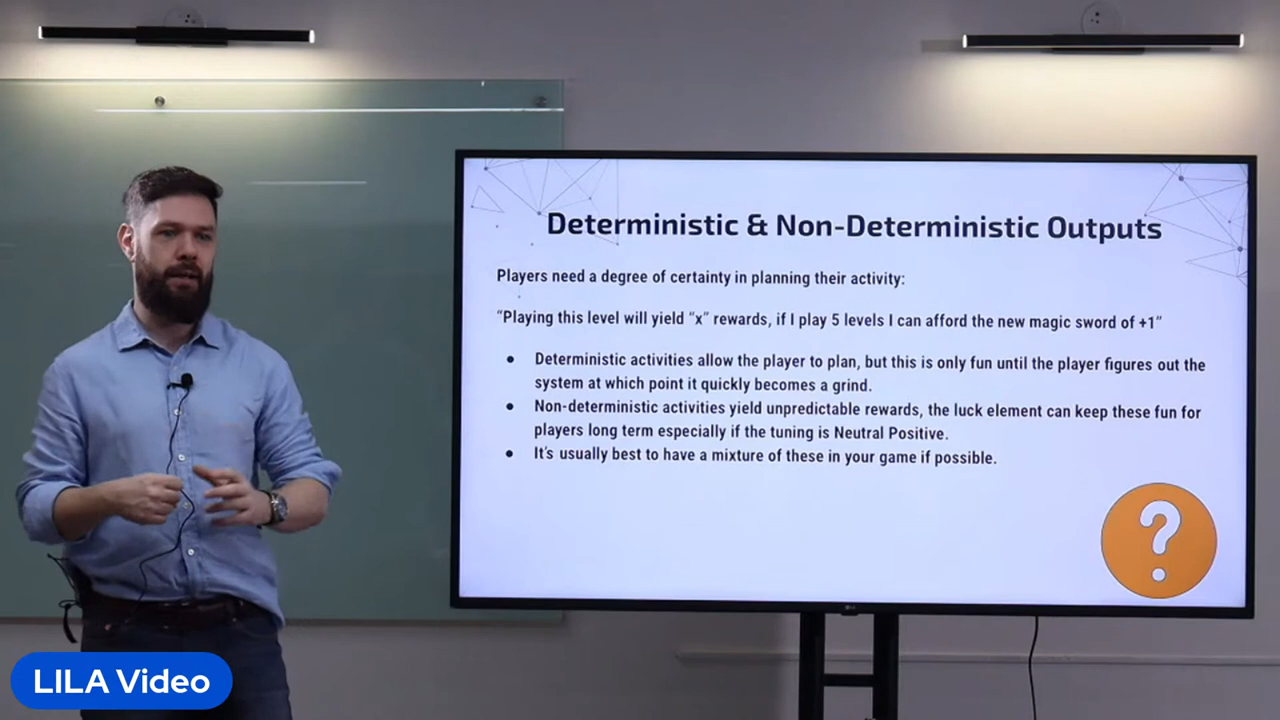 Deterministic & Non-Deterministic Outputs
Players need a degree of certainty in planning their activity:
“Playing this level will yield “x” rewards, if I play 5 levels I can afford the new magic sword of +1”
● Deterministic activities allow the player to plan, but this is only fun until the player figures out the
system at which point it quickly becomes a grind.
● Non-deterministic activities yield unpredictable rewards, the luck element can keep these fun for
players long term especially if the tuning is Neutral Positive.
● It’s usually best to have a mixture of these in your game if possible.
?
LG
LILA Video